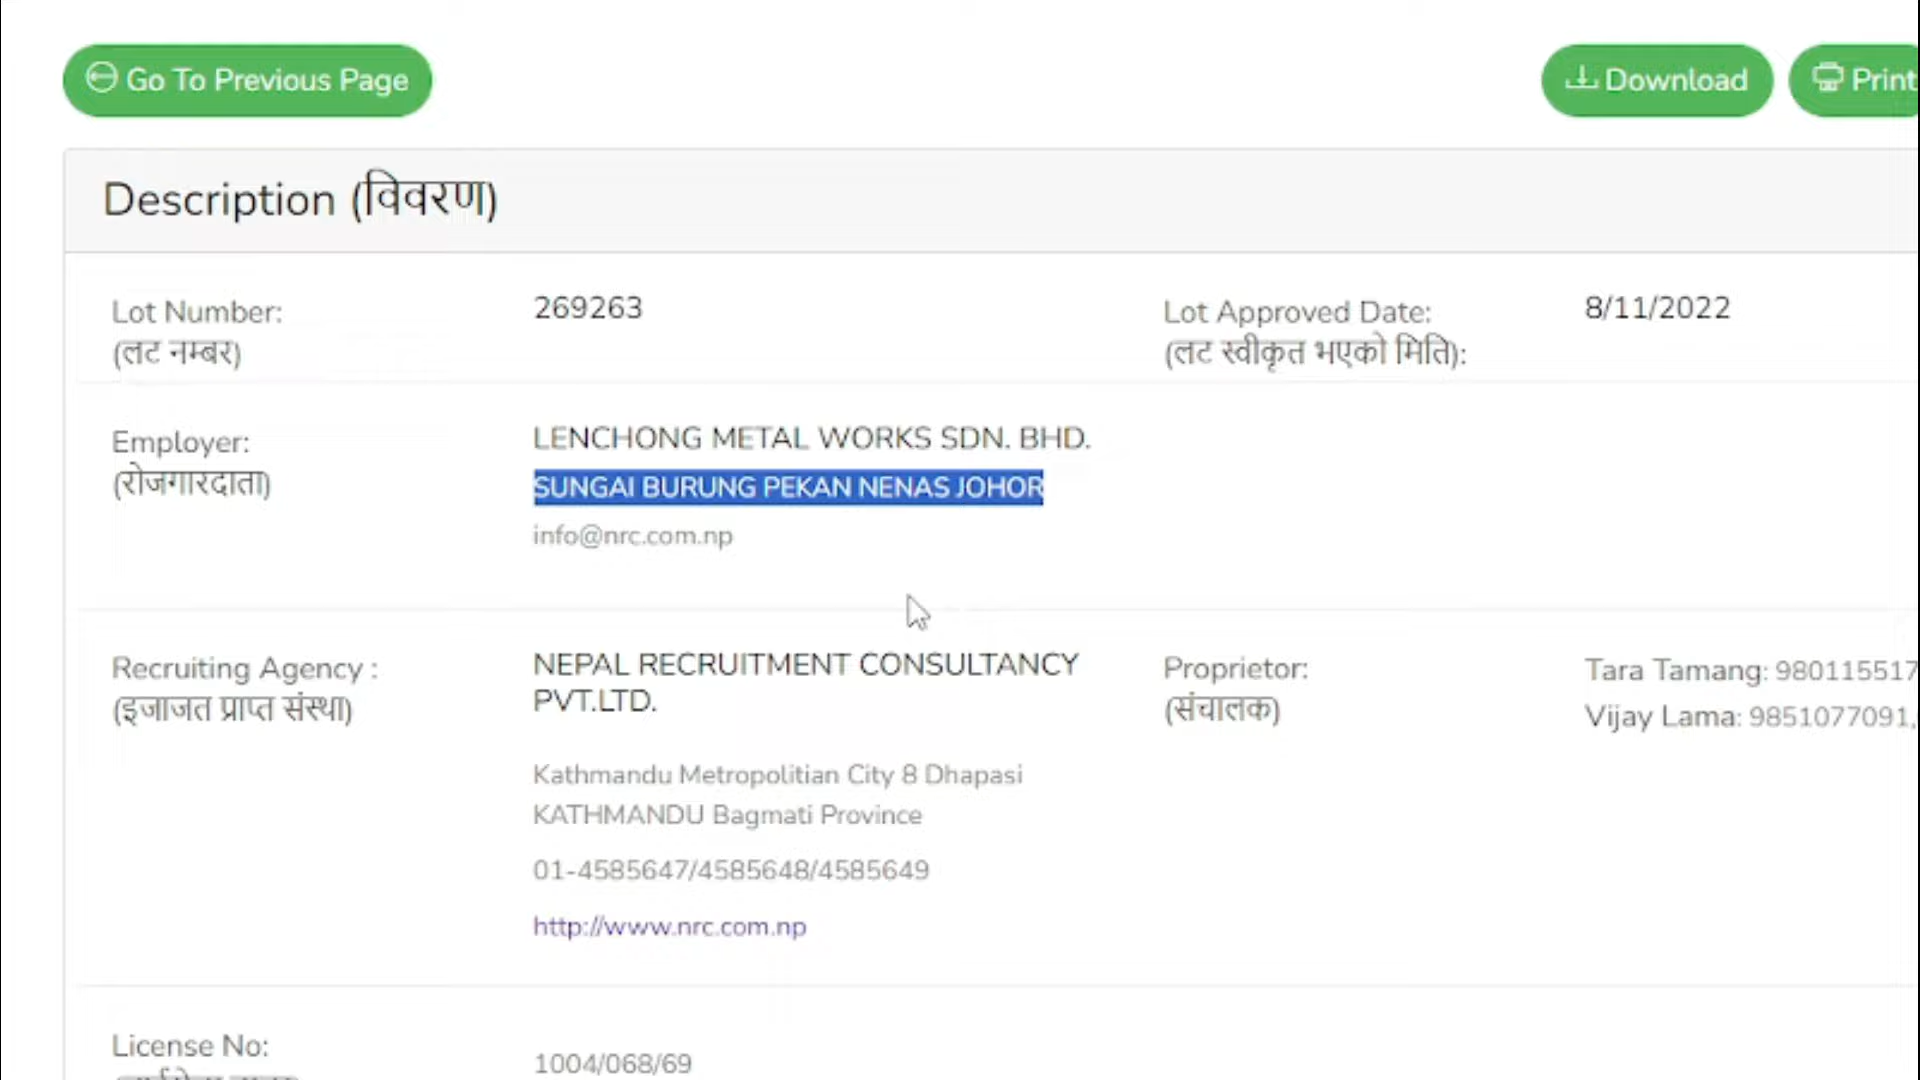 Go To Previous Page
Download
Print
Description (विवरण)
Lot Number:
(लट नम्बर)
269263
Lot Approved Date:
(लट स्वीकृत भएको मिति):
8/11/2022
Employer:
(रोजगारदाता)
LENCHONG METAL WORKS SDN. BHD.
SUNGAI BURUNG PEKAN NENAS JOHOR
info@nrc.com.np
Recruiting Agency :
(इजाजत प्राप्त संस्था)
NEPAL RECRUITMENT CONSULTANCY
PVT.LTD.
Kathmandu Metropolitian City 8 Dhapasi
KATHMANDU Bagmati Province
01-4585647/4585648/4585649
http://www.nrc.com.np
Proprietor:
(संचालक)
Tara Tamang: 980115517
Vijay Lama: 9851077091,
License No:
1004/068/69